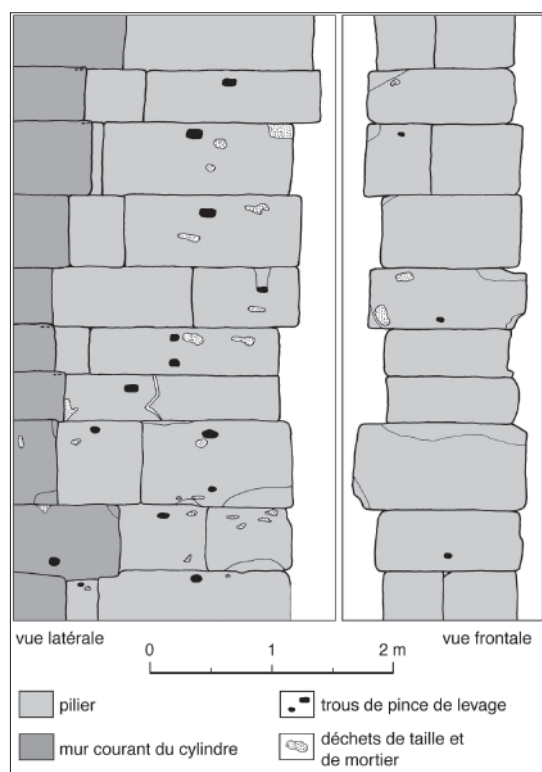 vue latérale
vue frontale
0 1 2 m
pilier
trous de pince de levage
mur courant du cylindre
déchets de taille et
de mortier